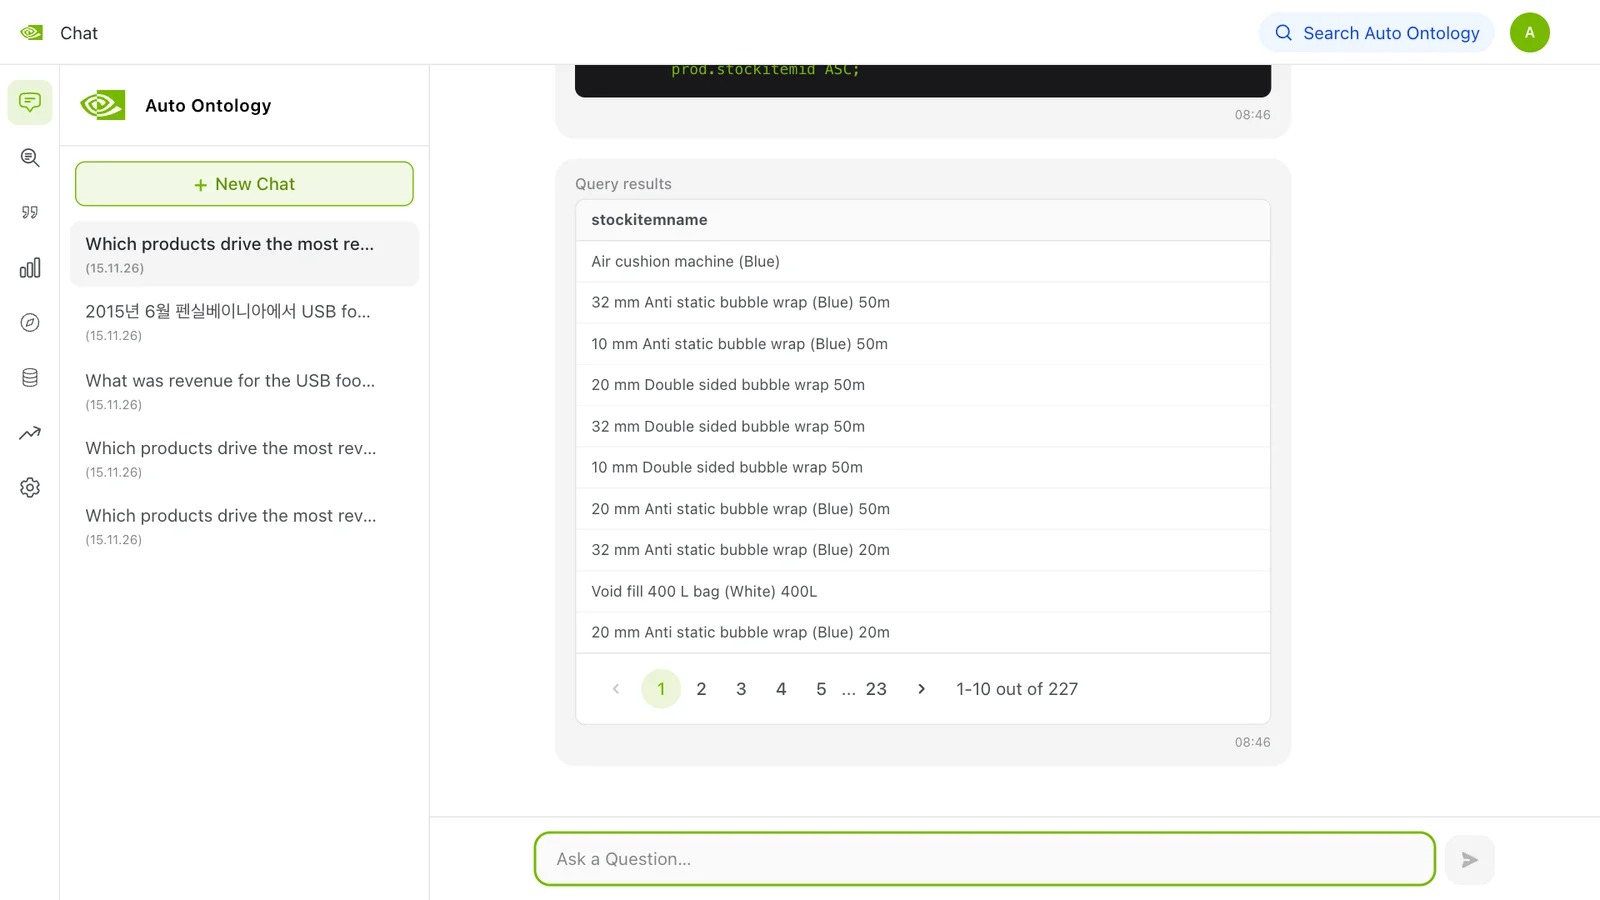 Chat
Search Auto Ontology
A
Auto Ontology
+ New Chat
Which products drive the most re...
(15.11.26)
2015년 6월 펜실베이니아에서 USB fo...
(15.11.26)
What was revenue for the USB foo...
(15.11.26)
Which products drive the most rev...
(15.11.26)
Which products drive the most rev...
(15.11.26)
prod.stockitemid ASC;
08:46
Query results
stockitemname
Air cushion machine (Blue)
32 mm Anti static bubble wrap (Blue) 50m
10 mm Anti static bubble wrap (Blue) 50m
20 mm Double sided bubble wrap 50m
32 mm Double sided bubble wrap 50m
10 mm Double sided bubble wrap 50m
20 mm Anti static bubble wrap (Blue) 50m
32 mm Anti static bubble wrap (Blue) 20m
Void fill 400 L bag (White) 400L
20 mm Anti static bubble wrap (Blue) 20m
1 2 3 4 5 ... 23 1-10 out of 227
08:46
Ask a Question...